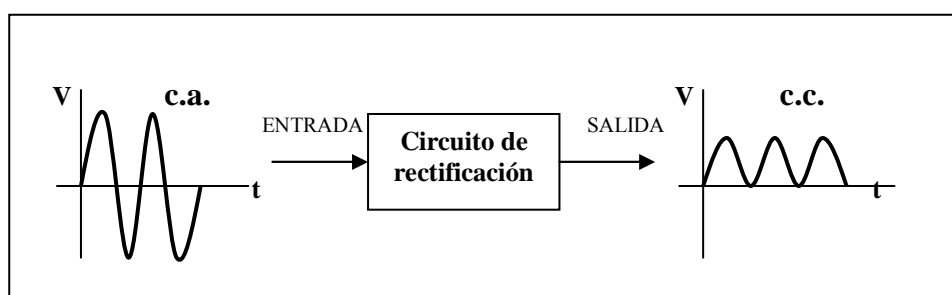 V
c.a.
t
ENTRADA
Circuito de
rectificación
SALIDA
V
c.c.
t